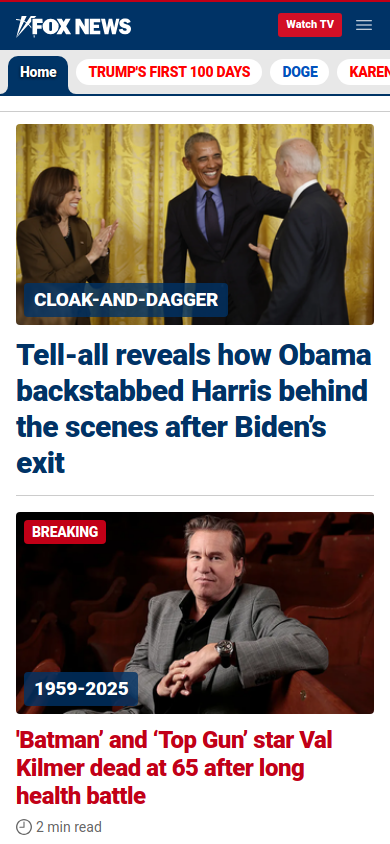 FOX NEWS
Watch TV
Home
TRUMP'S FIRST 100 DAYS
DOGE
KAREN
CLOAK-AND-DAGGER
Tell-all reveals how Obama
backstabbed Harris behind
the scenes after Biden’s
exit
BREAKING
1959-2025
'Batman’ and ‘Top Gun’ star Val
Kilmer dead at 65 after long
health battle
2 min read